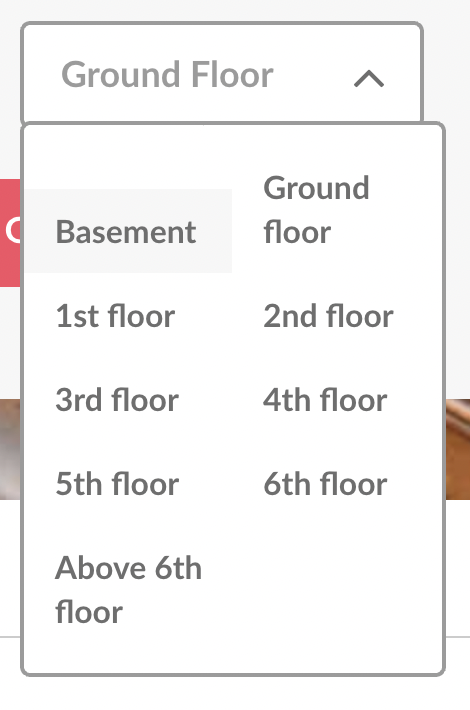 Ground Floor
Ground
Basement floor
1st floor 2nd floor
3rd floor 4th floor
5th floor 6th floor
Above 6th
floor